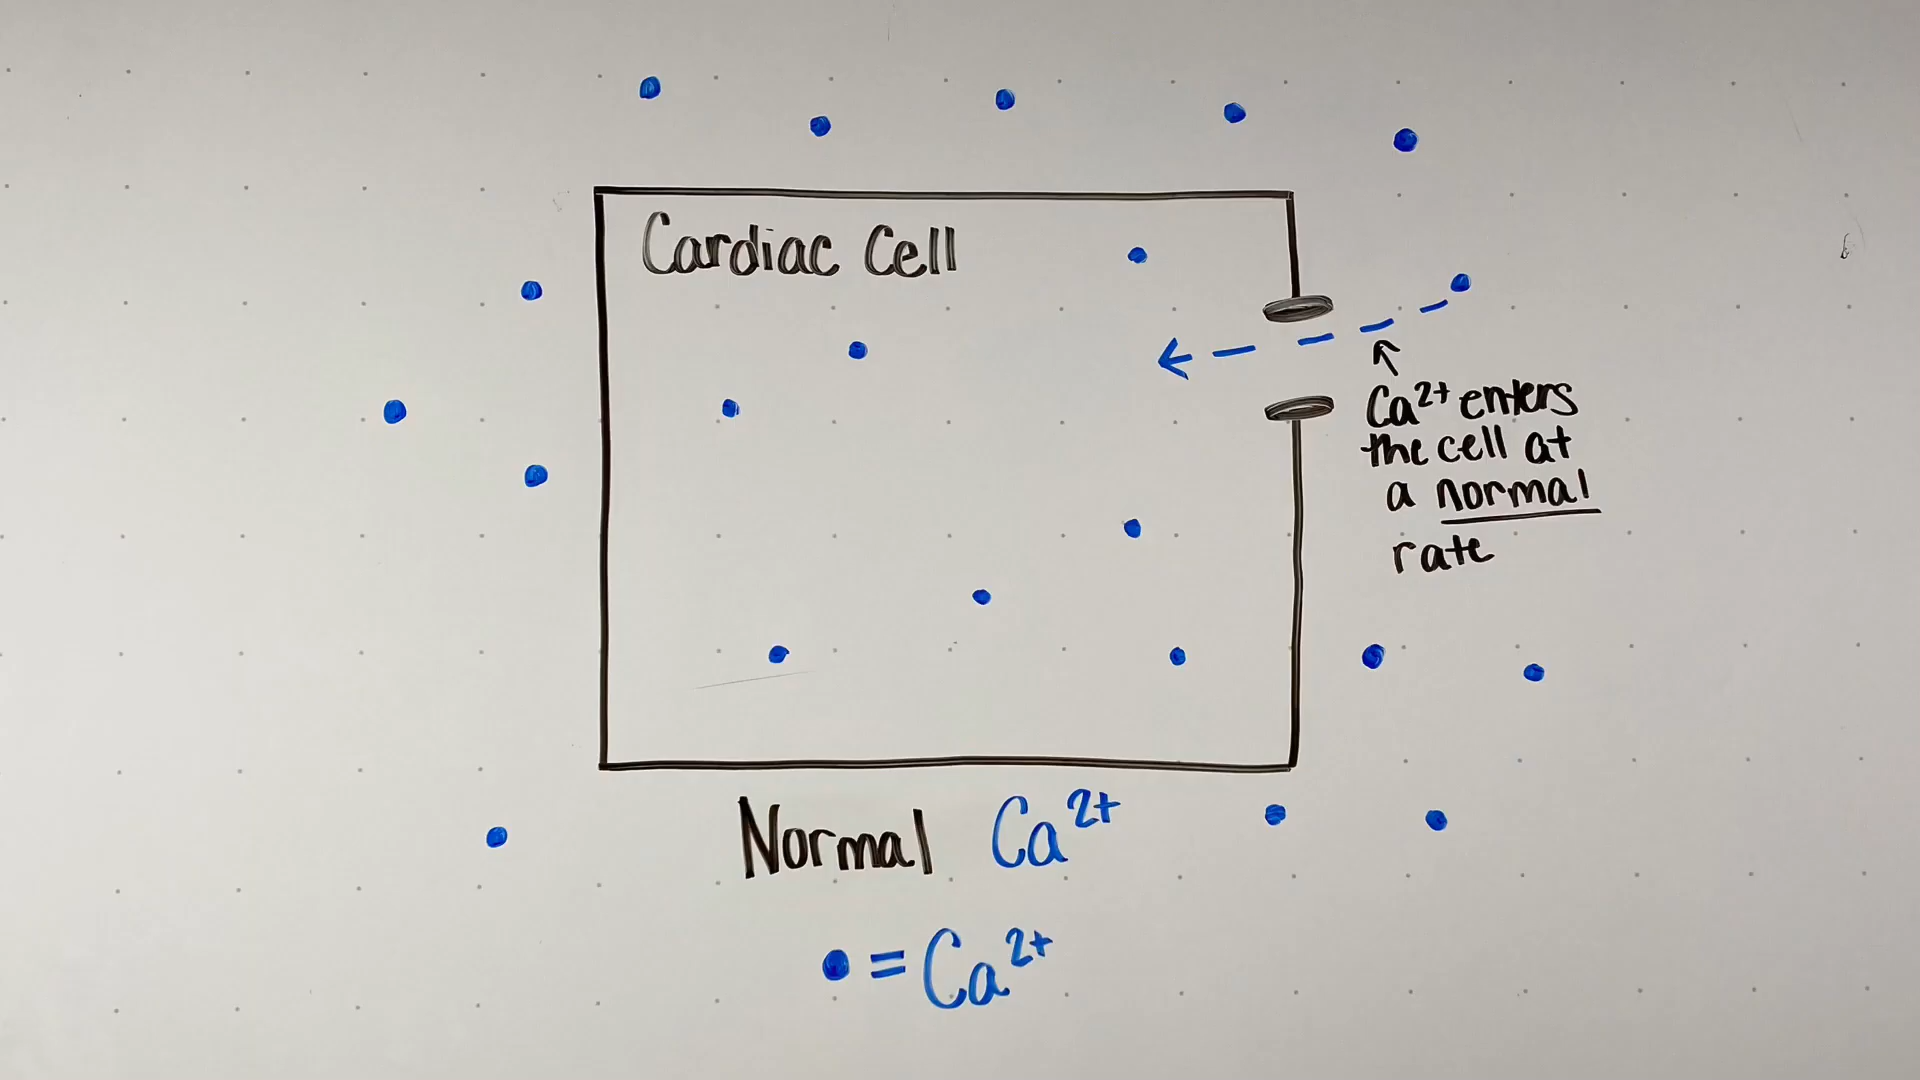 Cardiac Cell
Ca²⁺ enters
the cell at
a normal
rate
Normal Ca²⁺
= Ca²⁺